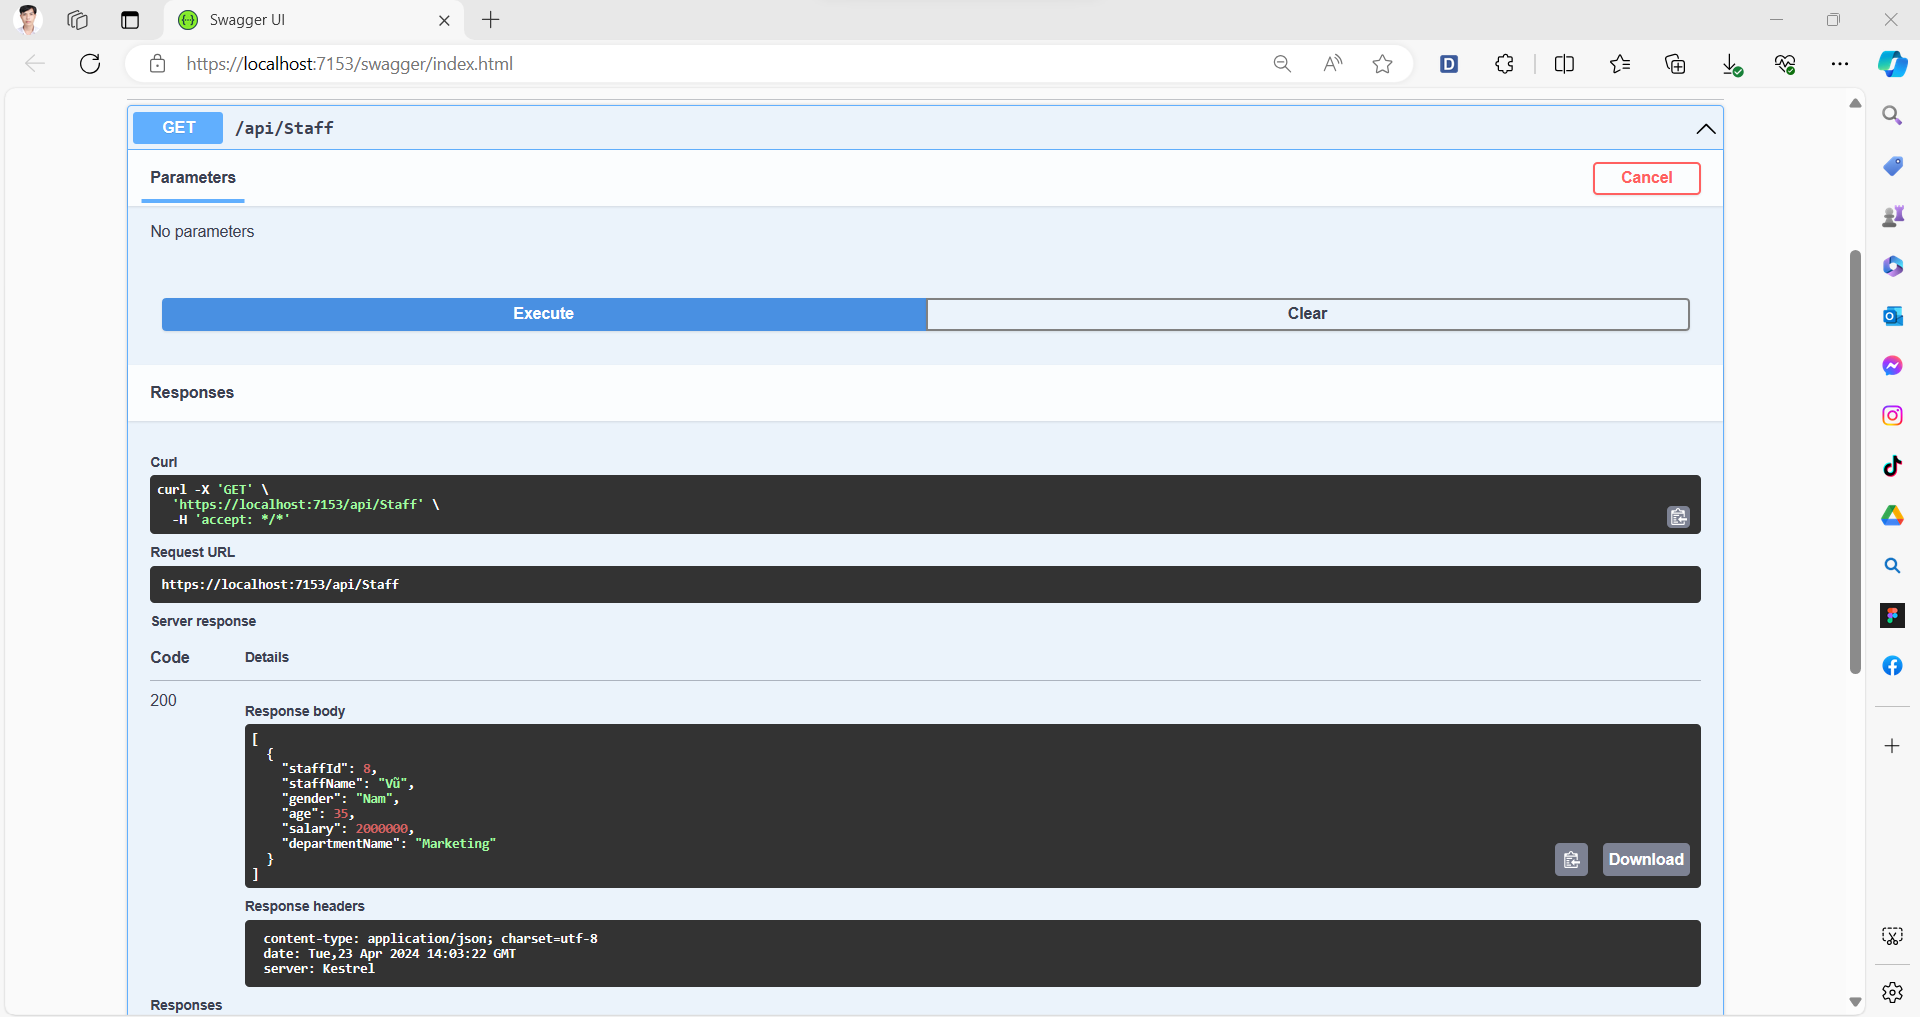 Swagger UI
https://localhost:7153/swagger/index.html
GET /api/Staff
Parameters
Cancel
No parameters
Execute
Clear
Responses
Curl
curl -X 'GET' \
'https://localhost:7153/api/Staff' \
-H 'accept: */*'
Request URL
https://localhost:7153/api/Staff
Server response
Code Details
200
Response body
[
{
"staffId": 8,
"staffName": "Vũ",
"gender": "Nam",
"age": 35,
"salary": 2000000,
"departmentName": "Marketing"
}
]
Download
Response headers
content-type: application/json; charset=utf-8
date: Tue,23 Apr 2024 14:03:22 GMT
server: Kestrel
Responses